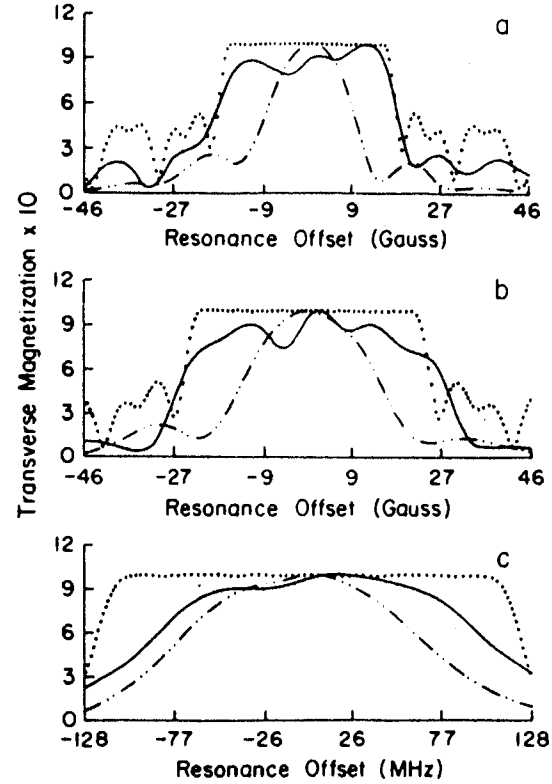 a
12
9
6
3
0
-46 -27 -9 9 27 46
Resonance Offset (Gauss)
Transverse Magnetization x 10
b
12
9
6
3
0
-46 -27 -9 9 27 46
Resonance Offset (Gauss)
c
12
9
6
3
0
-128 -77 -26 26 77 128
Resonance Offset (MHz)